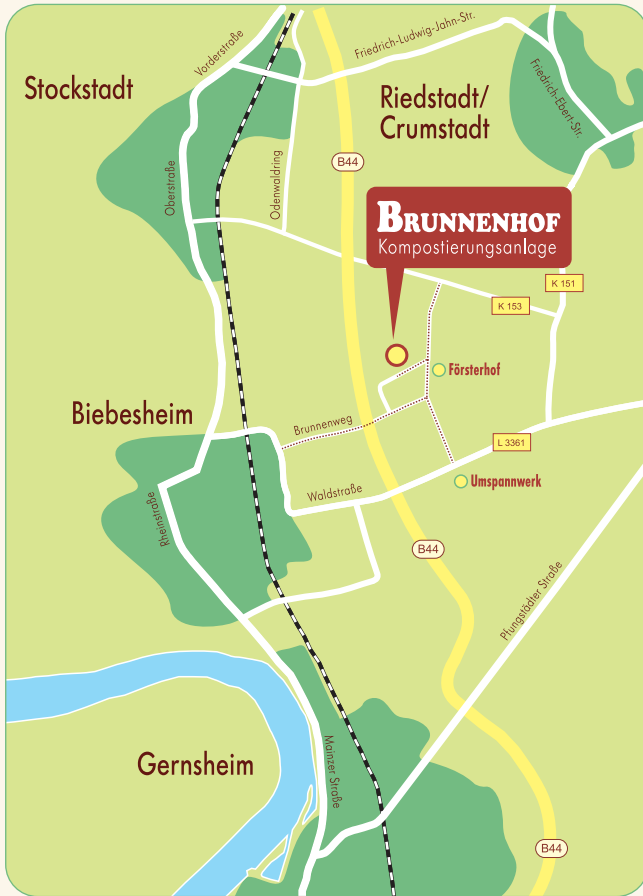 Vorderstraße
Friedrich-Ludwig-Jahn-Str.
Stockstadt
Riedstadt/
Crumstadt
Friedrich-Ebert-Str.
B44
Oberstraße
Odenwaldring
BRUNNENHOF
Kompostierungsanlage
K 151
K 153
Försterhof
Biebesheim
Brunnenweg
L 3361
Umspannwerk
Waldstraße
Rheinstraße
B44
Pfungstädter Straße
Gernsheim
Mainzer Straße
B44